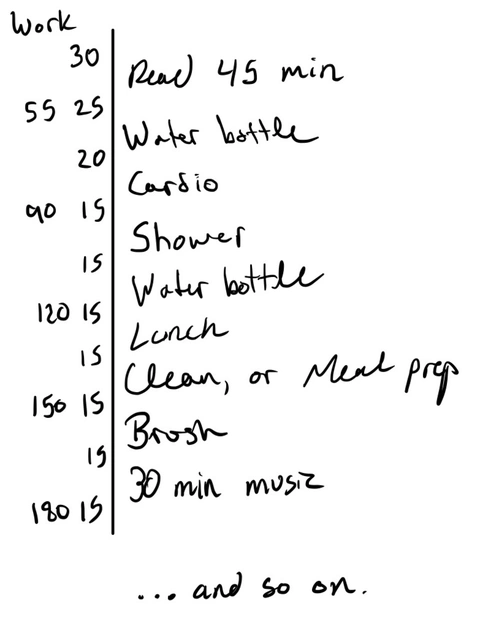 Work
30
Read 45 min
55 25
Water bottle
20
Cardio
90 15
Shower
15
Water bottle
120 15
Lunch
15
Clean, or Meal prep
150 15
Brush
15
30 min music
180 15
... and so on.